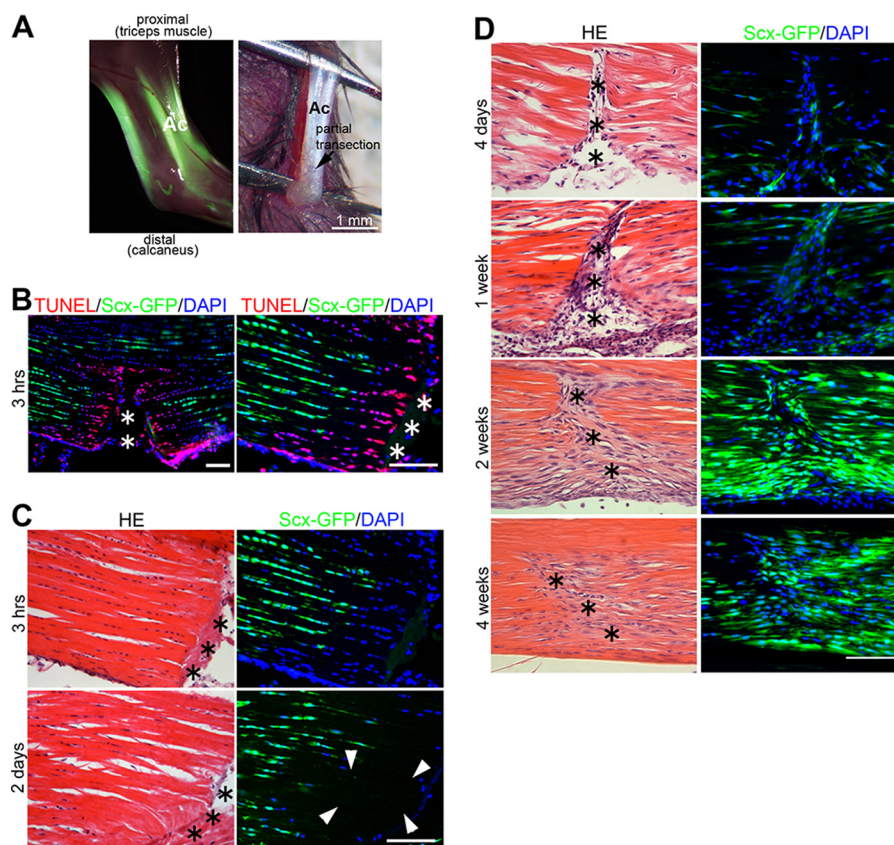 A
proximal
(triceps muscle)
Ac
t
distal
(calcaneus)
Ac
partial
transection
1 mm
B
TUNEL/Scx-GFP/DAPI
TUNEL/Scx-GFP/DAPI
3 hrs
* * 
* * *
C
HE
Scx-GFP/DAPI
3 hrs
* * *
2 days
* * *
D
HE
Scx-GFP/DAPI
4 days
* * *
1 week
* * *
2 weeks
* * *
4 weeks
* * *